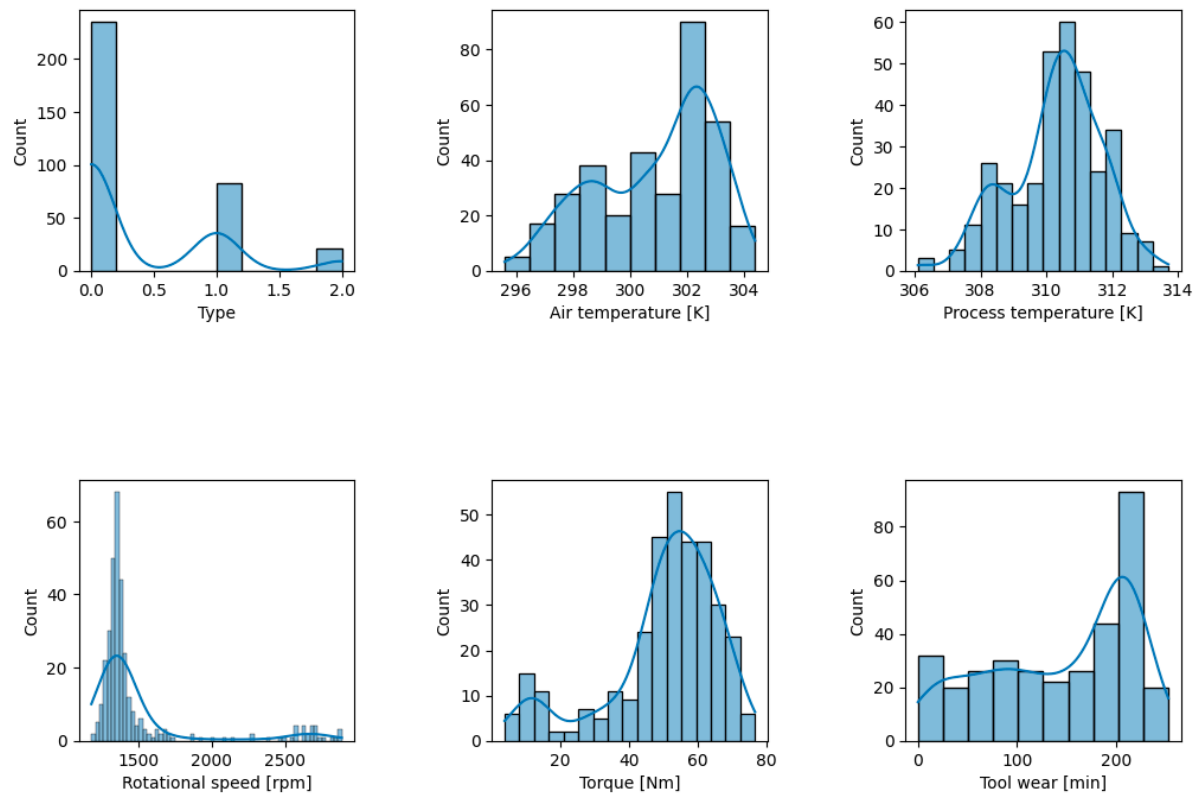 Count
200
150
100
50
0
0.0 0.5 1.0 1.5 2.0
Type
Count
80
60
40
20
0
296 298 300 302 304
Air temperature [K]
Count
60
50
40
30
20
10
0
306 308 310 312 314
Process temperature [K]
Count
60
40
20
0
1500 2000 2500
Rotational speed [rpm]
Count
50
40
30
20
10
0
20 40 60 80
Torque [Nm]
Count
80
60
40
20
0
0 100 200
Tool wear [min]